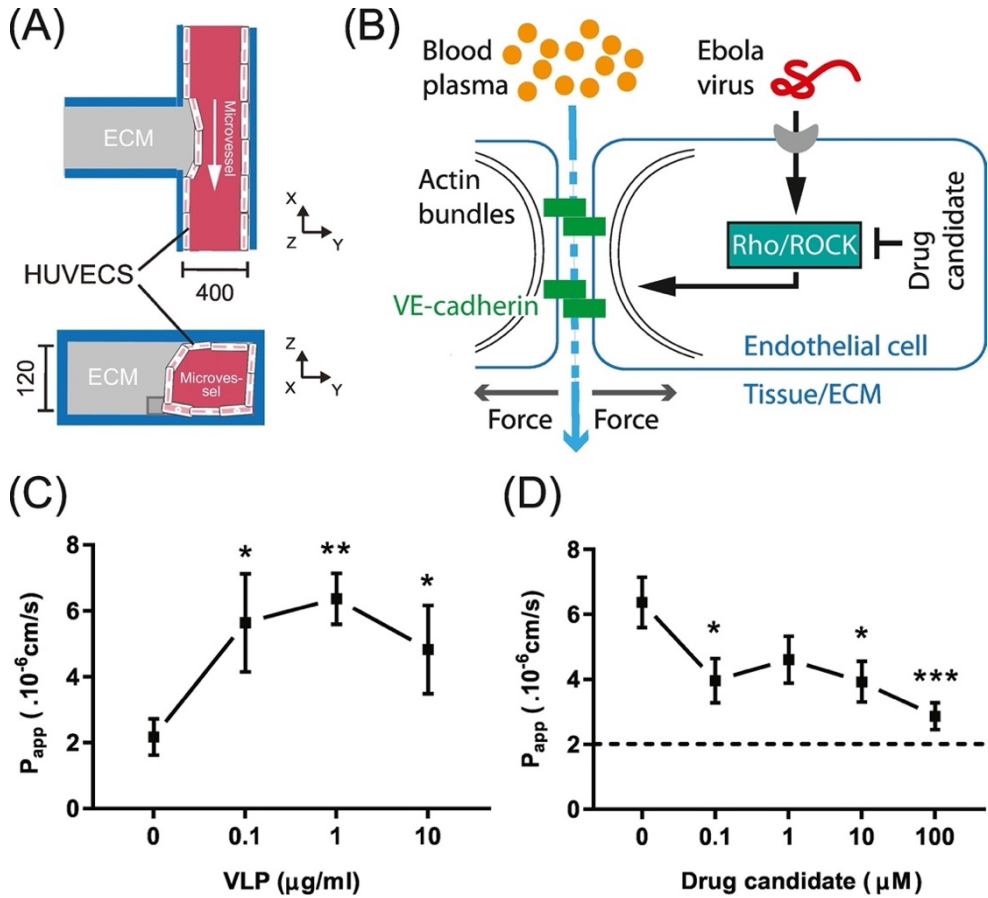 (A)
ECM
Microvessel
X
Z
Y
HUVECS
400
120
ECM
Microves-
sel
Z
X
Y
(B)
Blood
plasma
Ebola
virus
Actin
bundles
Rho/ROCK
Drug
candidate
VE-cadherin
Endothelial cell
Force
Force
Tissue/ECM
(C)
8
6
4
2
0
P_app (.10^-6cm/s)
*
**
*
0
0.1
1
10
VLP (μg/ml)
(D)
8
6
4
2
0
P_app (.10^-6cm/s)
*
*
***
0
0.1
1
10
100
Drug candidate (μM)